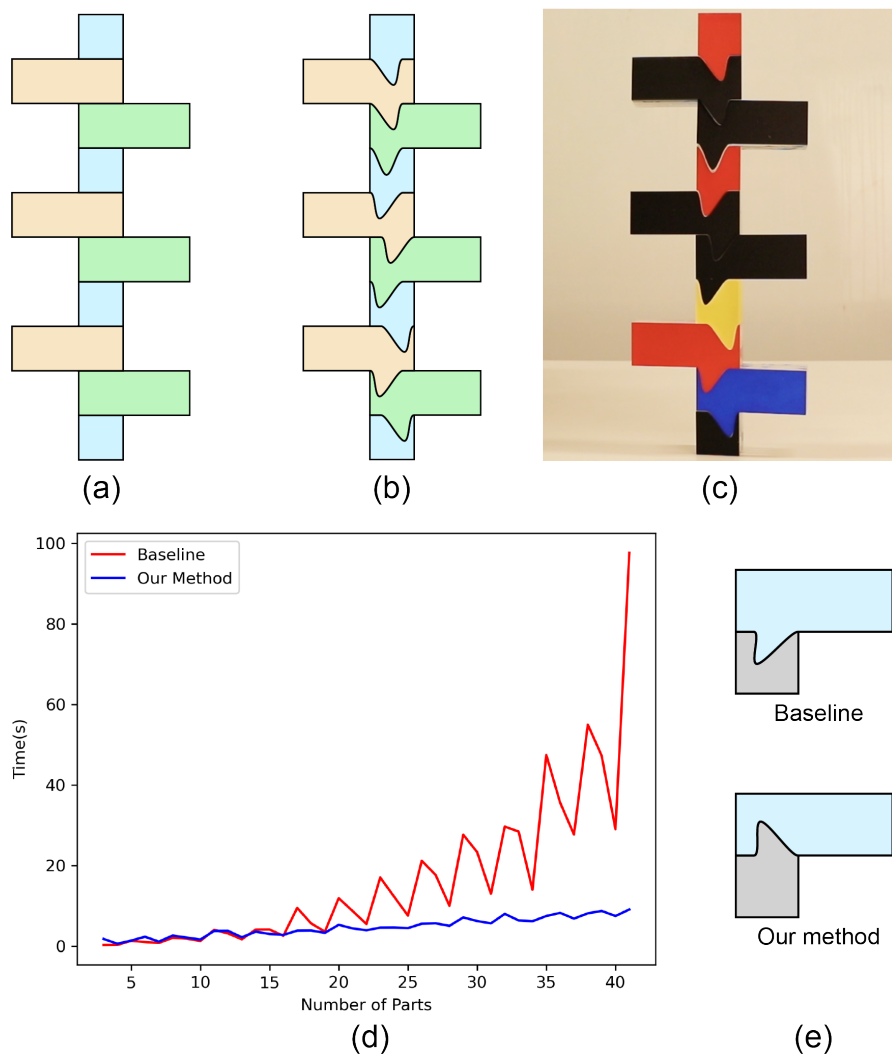 (a)
(b)
(c)
100
80
60
40
20
0
Time(s)
Baseline
Our Method
5
10
15
20
25
30
35
40
Number of Parts
(d)
Baseline
Our method
(e)